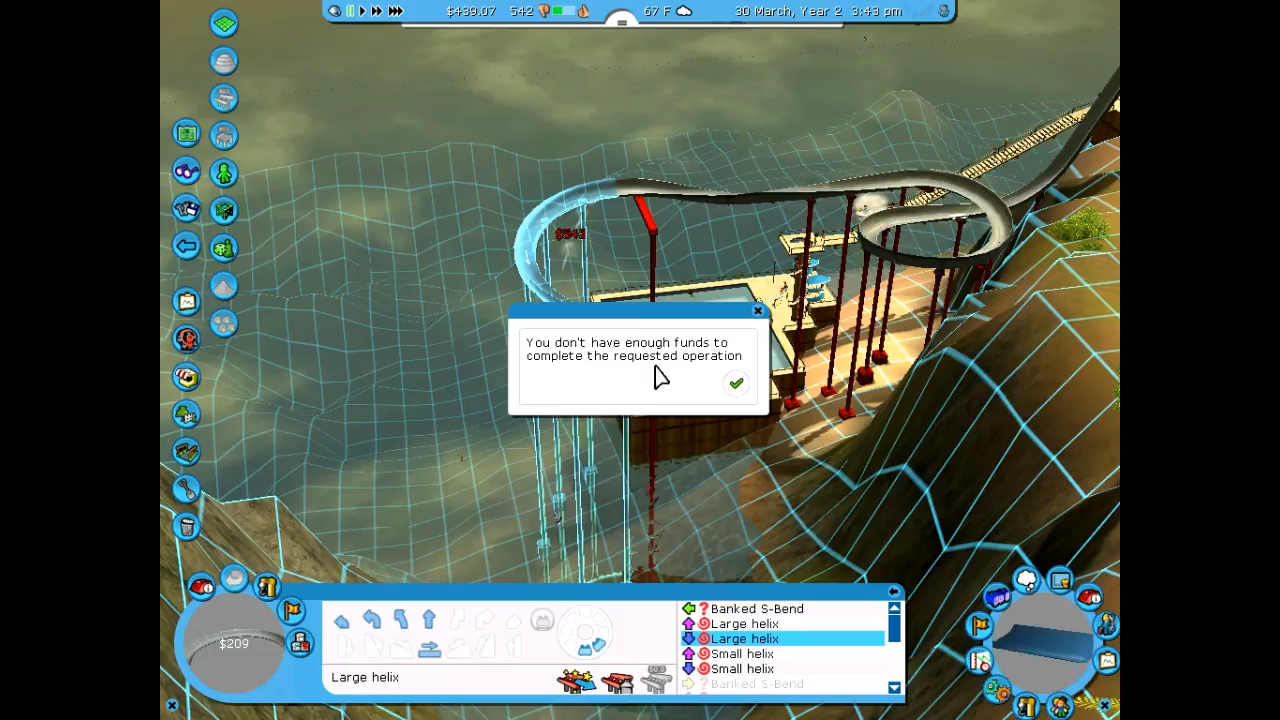 $439.07 542 67 F 30 March, Year 2 3:43 pm
You don't have enough funds to
complete the requested operation
$209
Large helix
Banked S-Bend
Large helix
Large helix
Small helix
Small helix
Banked S-Bend